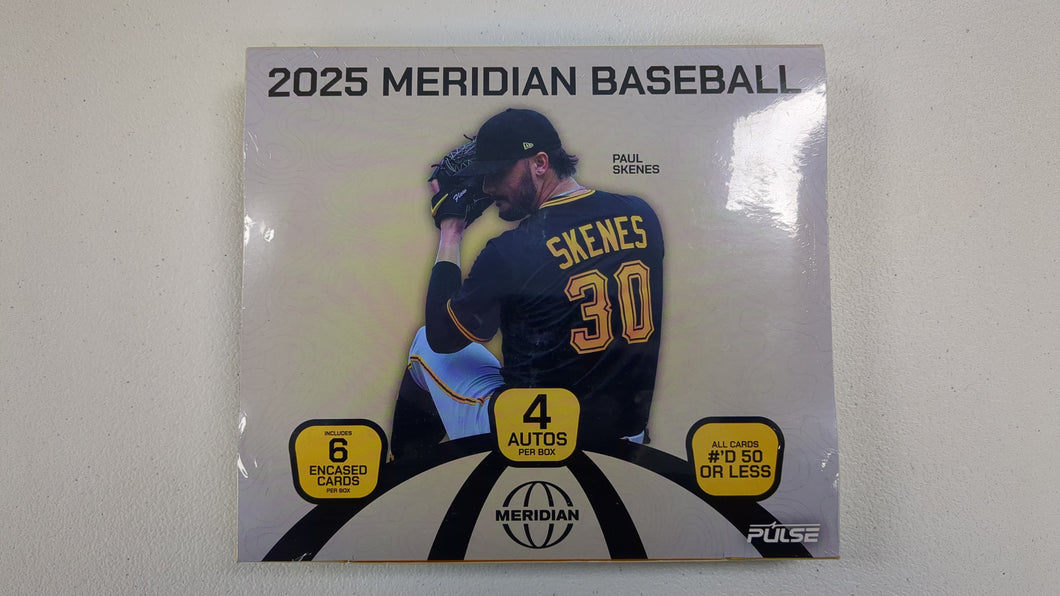 2025 MERIDIAN BASEBALL
PAUL
SKENES
SKENES
30
INCLUDES
6
ENCASED
CARDS
PER BOX
4
AUTOS
PER BOX
ALL CARDS
#'D 50
OR LESS
MERIDIAN
PULSE